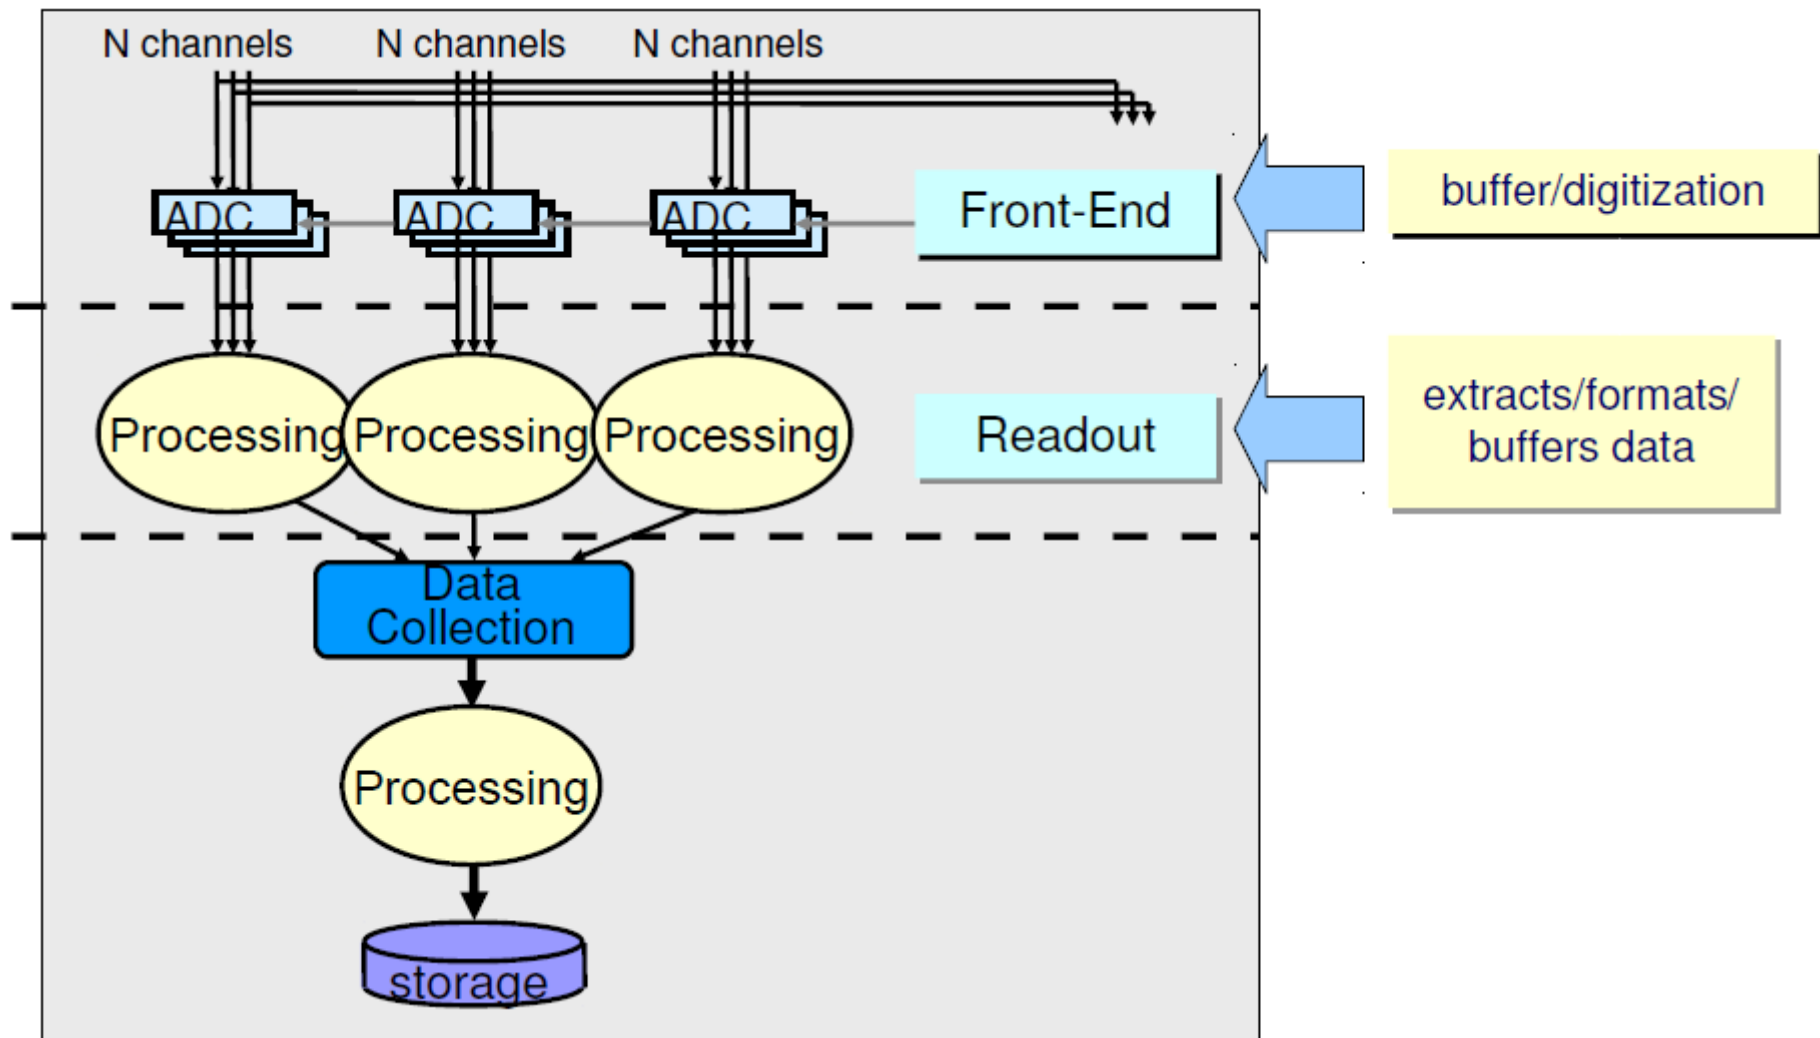 N channels
N channels
N channels
ADC
ADC
ADC
Front-End
buffer/digitization
Processing
Processing
Processing
Readout
extracts/formats/
buffers data
Data
Collection
Processing
storage